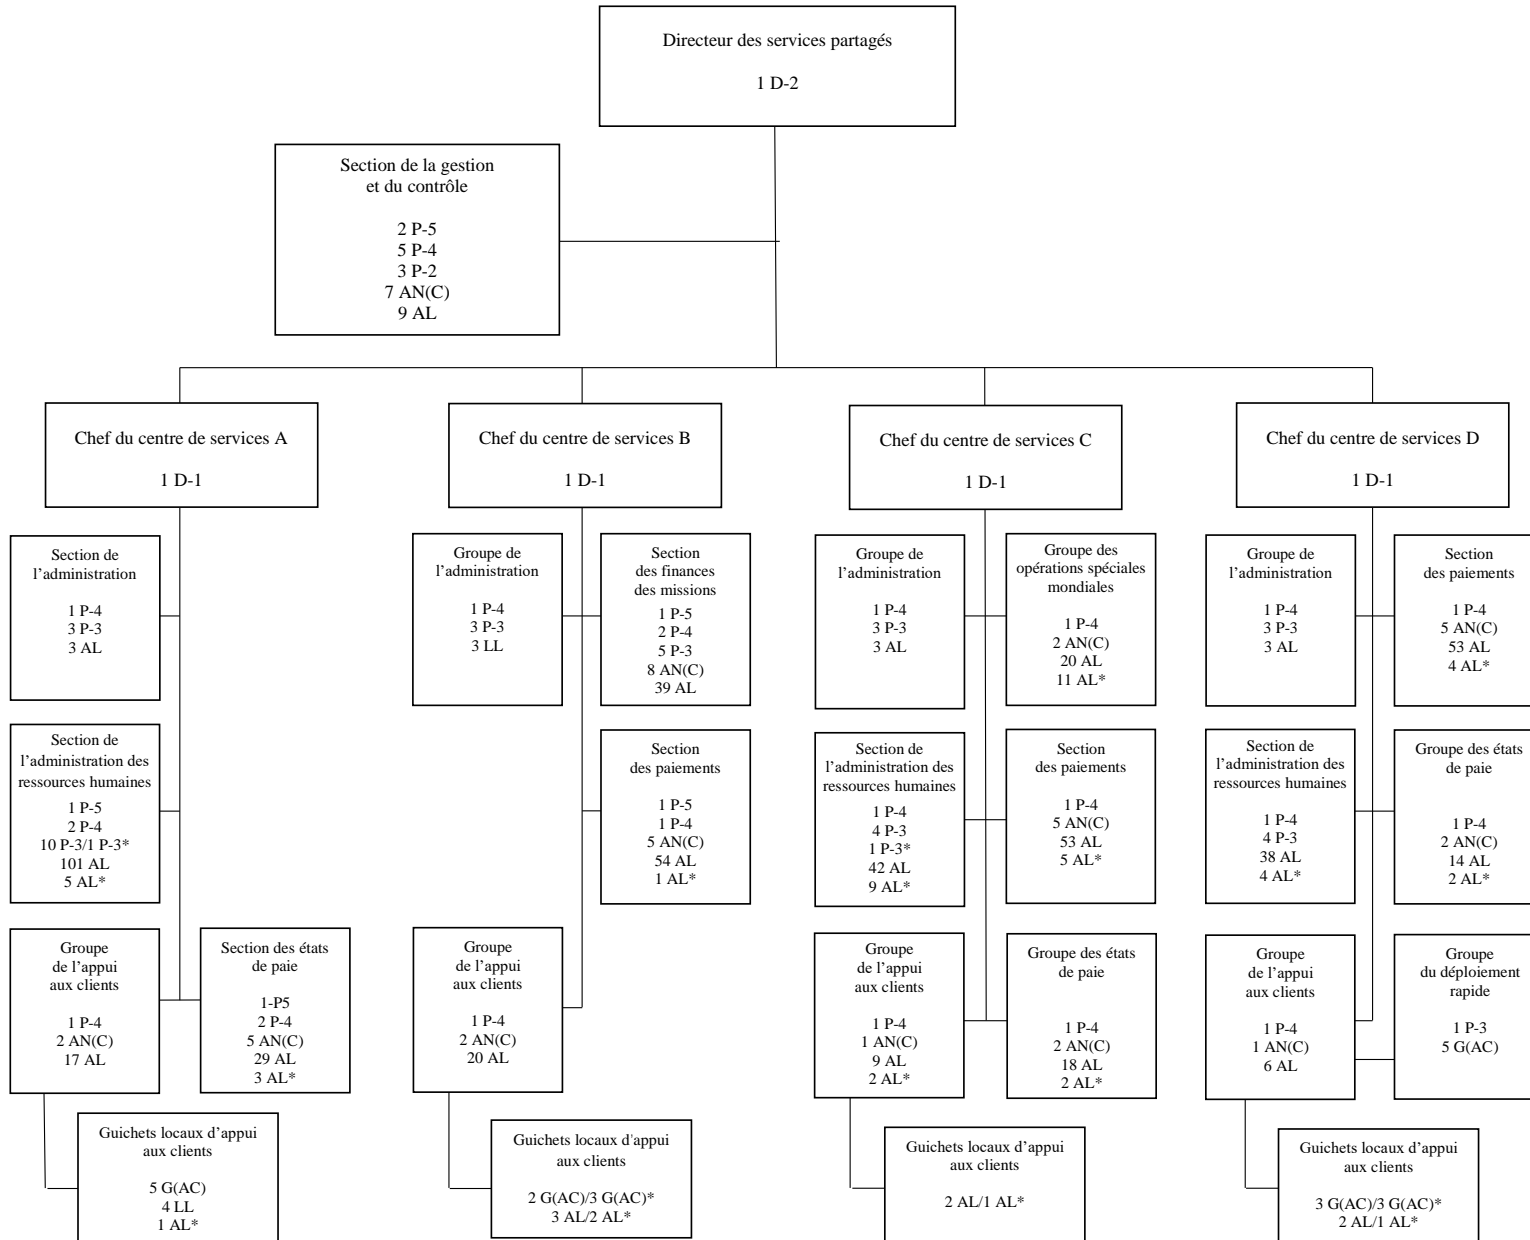 Directeur des services partagés
1 D-2
Section de la gestion
et du contrôle
2 P-5
5 P-4
3 P-2
7 AN(C)
9 AL
Chef du centre de services A
1 D-1
Chef du centre de services B
1 D-1
Chef du centre de services C
1 D-1
Chef du centre de services D
1 D-1
Section de
l’administration
1 P-4
3 P-3
3 AL
Groupe de
l’administration
1 P-4
3 P-3
3 LL
Section
des finances
des missions
1 P-5
2 P-4
5 P-3
8 AN(C)
39 AL
Groupe de
l’administration
1 P-4
3 P-3
3 AL
Groupe des
opérations spéciales
mondiales
1 P-4
2 AN(C)
20 AL
11 AL*
Groupe de
l’administration
1 P-4
3 P-3
3 AL
Section
des paiements
1 P-4
5 AN(C)
53 AL
4 AL*
Section de
l’administration des
ressources humaines
1 P-5
2 P-4
10 P-3/1 P-3*
101 AL
5 AL*
Section
des paiements
1 P-5
1 P-4
5 AN(C)
54 AL
1 AL*
Section de
l’administration des
ressources humaines
1 P-4
4 P-3
1 P-3*
42 AL
9 AL*
Section
des paiements
1 P-4
5 AN(C)
53 AL
5 AL*
Section de
l’administration des
ressources humaines
1 P-4
4 P-3
38 AL
4 AL*
Groupe des états
de paie
1 P-4
2 AN(C)
14 AL
2 AL*
Groupe
de l’appui
aux clients
1 P-4
2 AN(C)
17 AL
Section des états
de paie
1-P5
2 P-4
5 AN(C)
29 AL
3 AL*
Groupe
de l’appui
aux clients
1 P-4
2 AN(C)
20 AL
Groupe
de l’appui
aux clients
1 P-4
1 AN(C)
9 AL
2 AL*
Groupe des états
de paie
1 P-4
2 AN(C)
18 AL
2 AL*
Groupe
de l’appui
aux clients
1 P-4
1 AN(C)
6 AL
Groupe
du déploiement
rapide
1 P-3
5 G(AC)
Guichets locaux d’appui
aux clients
5 G(AC)
4 LL
1 AL*
Guichets locaux d'appui
aux clients
2 G(AC)/3 G(AC)*
3 AL/2 AL*
Guichets locaux d’appui
aux clients
2 AL/1 AL*
Guichets locaux d’appui
aux clients
3 G(AC)/3 G(AC)*
2 AL/1 AL*